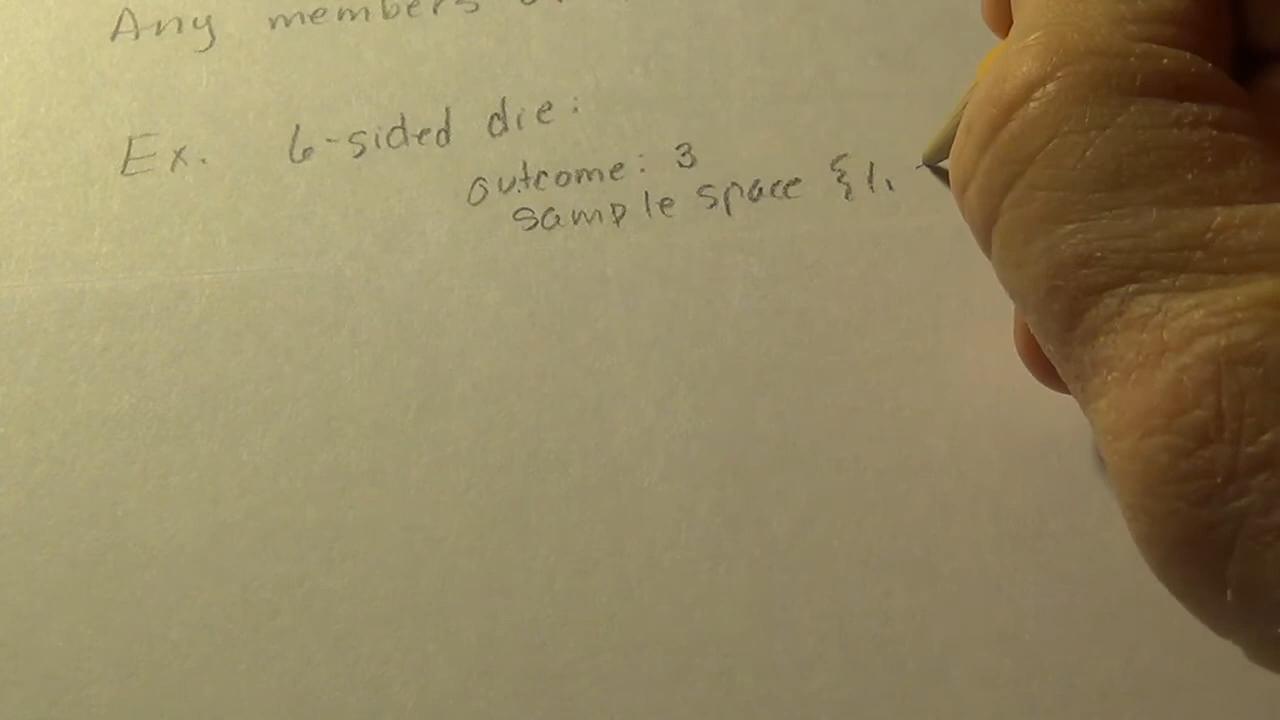 Any members
Ex. 6-sided die:
outcome: 3
sample space {1,